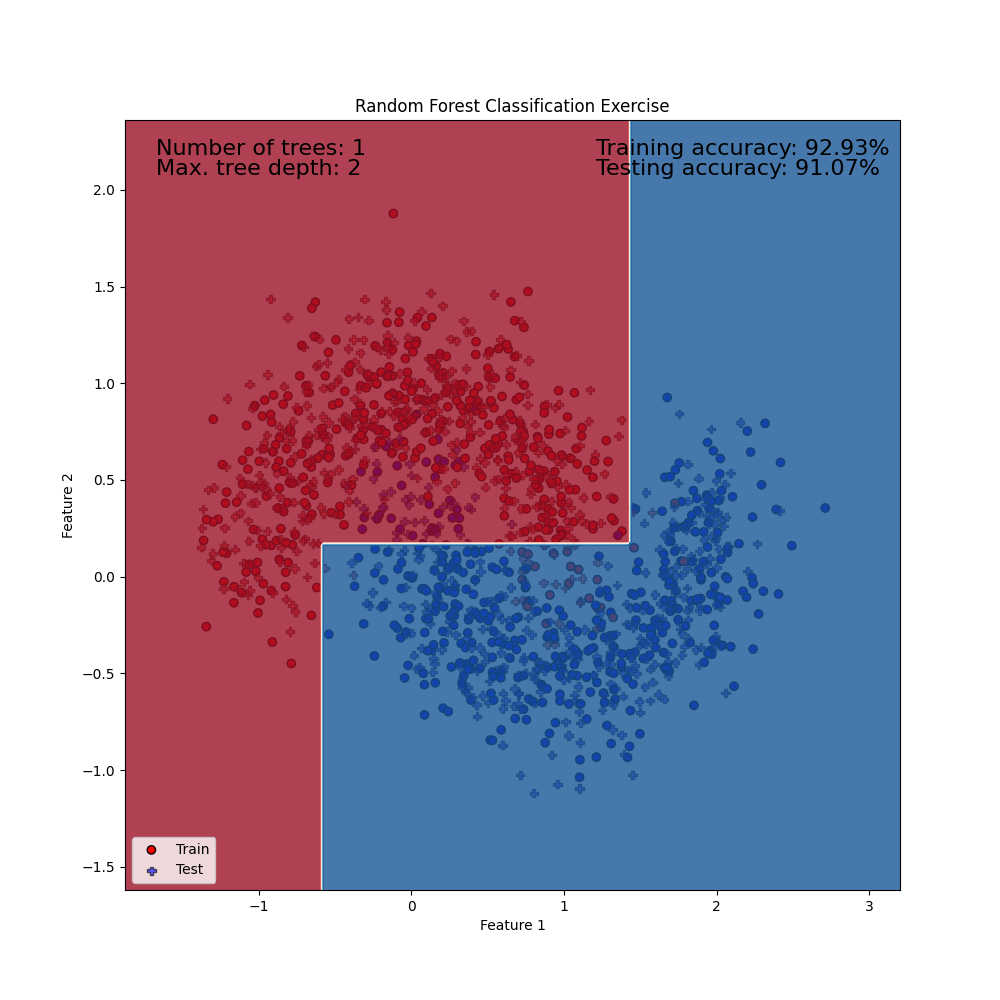 Random Forest Classification Exercise
Number of trees: 1
Max. tree depth: 2
Training accuracy: 92.93%
Testing accuracy: 91.07%
2.0
1.5
1.0
0.5
0.0
−0.5
−1.0
−1.5
Feature 2
Train
Test
−1
0
1
2
3
Feature 1